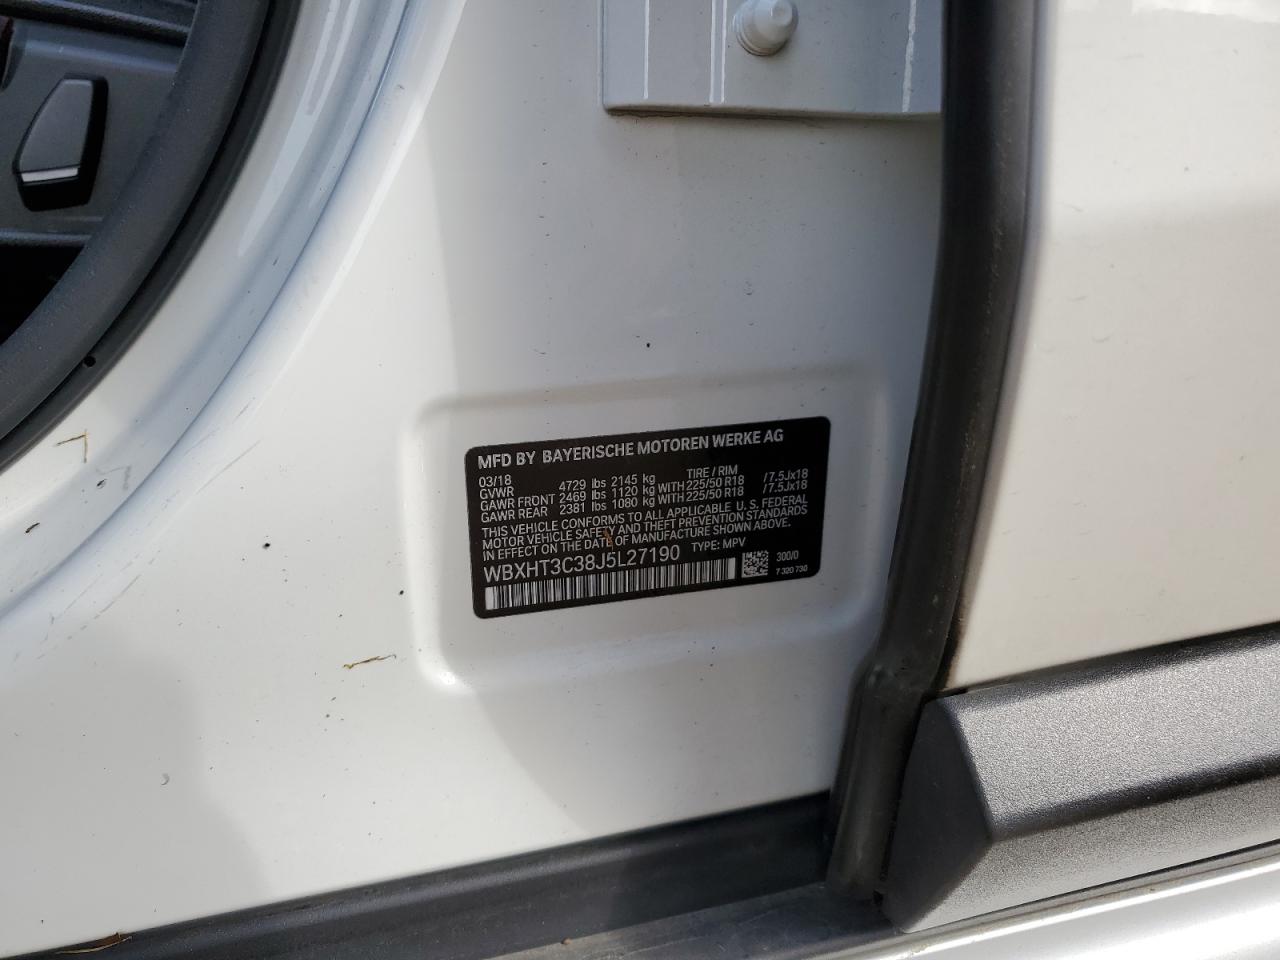 MFD BY BAYERISCHE MOTOREN WERKE AG
03/18 TIRE / RIM
GVWR 4729 lbs 2145 kg
GAWR FRONT 2469 lbs 1120 kg WITH 225/50 R18 /7.5Jx18
GAWR REAR 2381 lbs 1080 kg WITH 225/50 R18 /7.5Jx18
THIS VEHICLE CONFORMS TO ALL APPLICABLE U.S. FEDERAL
MOTOR VEHICLE SAFETY AND THEFT PREVENTION STANDARDS
IN EFFECT ON THE DATE OF MANUFACTURE SHOWN ABOVE.
WBXHT3C38J5L27190 TYPE: MPV
300/0
7 320 730